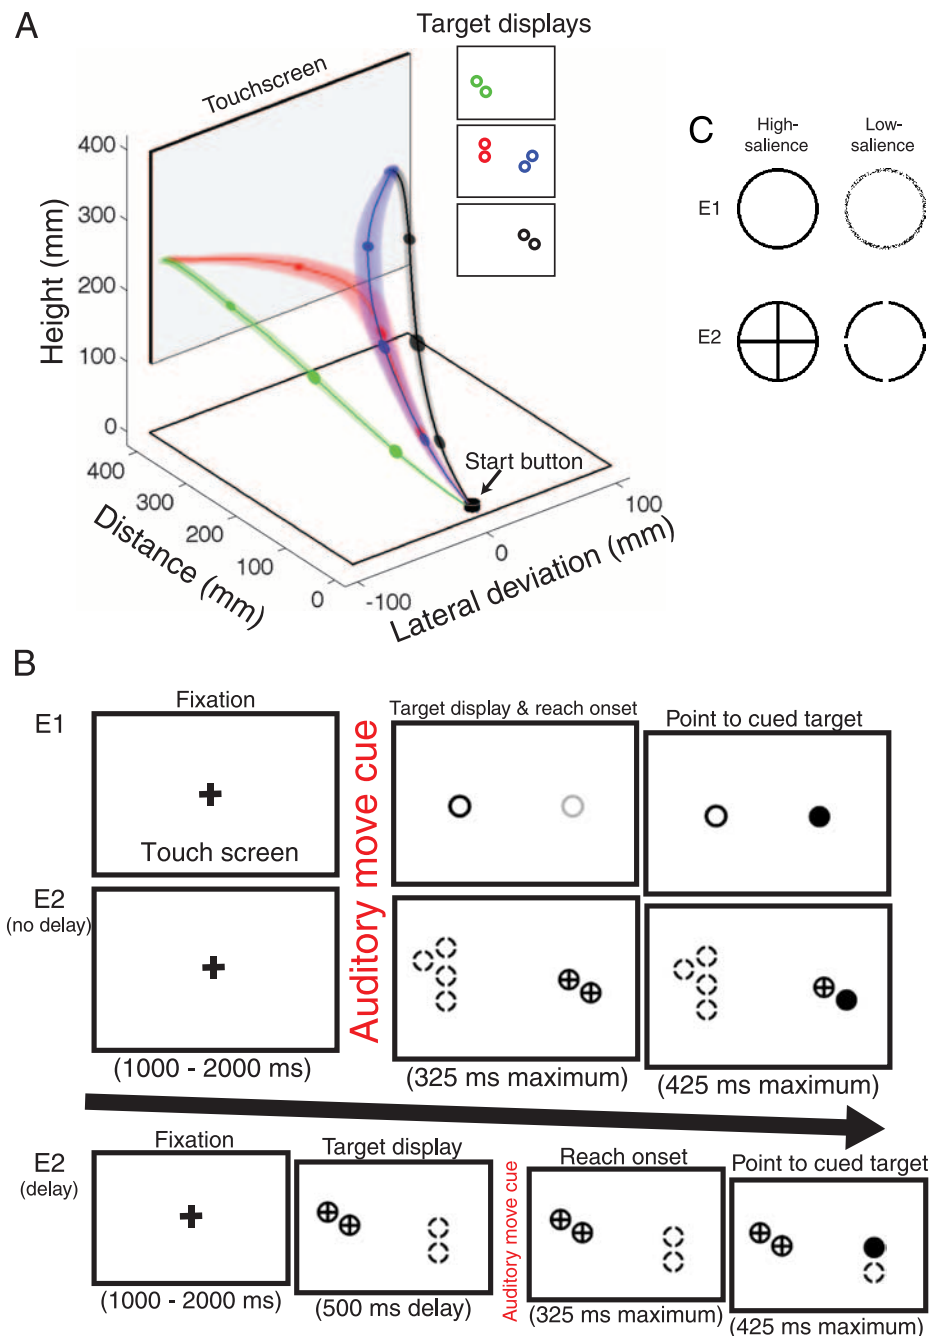 A
Target displays
Touchscreen
400
300
200
100
0
Height (mm)
Start button
400
300
200
100
0
Distance (mm)
-100
0
100
Lateral deviation (mm)
C
High-
salience
Low-
salience
E1
E2
B
E1
Fixation
Touch screen
Auditory move cue
Target display & reach onset
Point to cued target
E2
(no delay)
(1000 - 2000 ms)
(325 ms maximum)
(425 ms maximum)
E2
(delay)
Fixation
Target display
Auditory move cue
Reach onset
Point to cued target
(1000 - 2000 ms)
(500 ms delay)
(325 ms maximum)
(425 ms maximum)